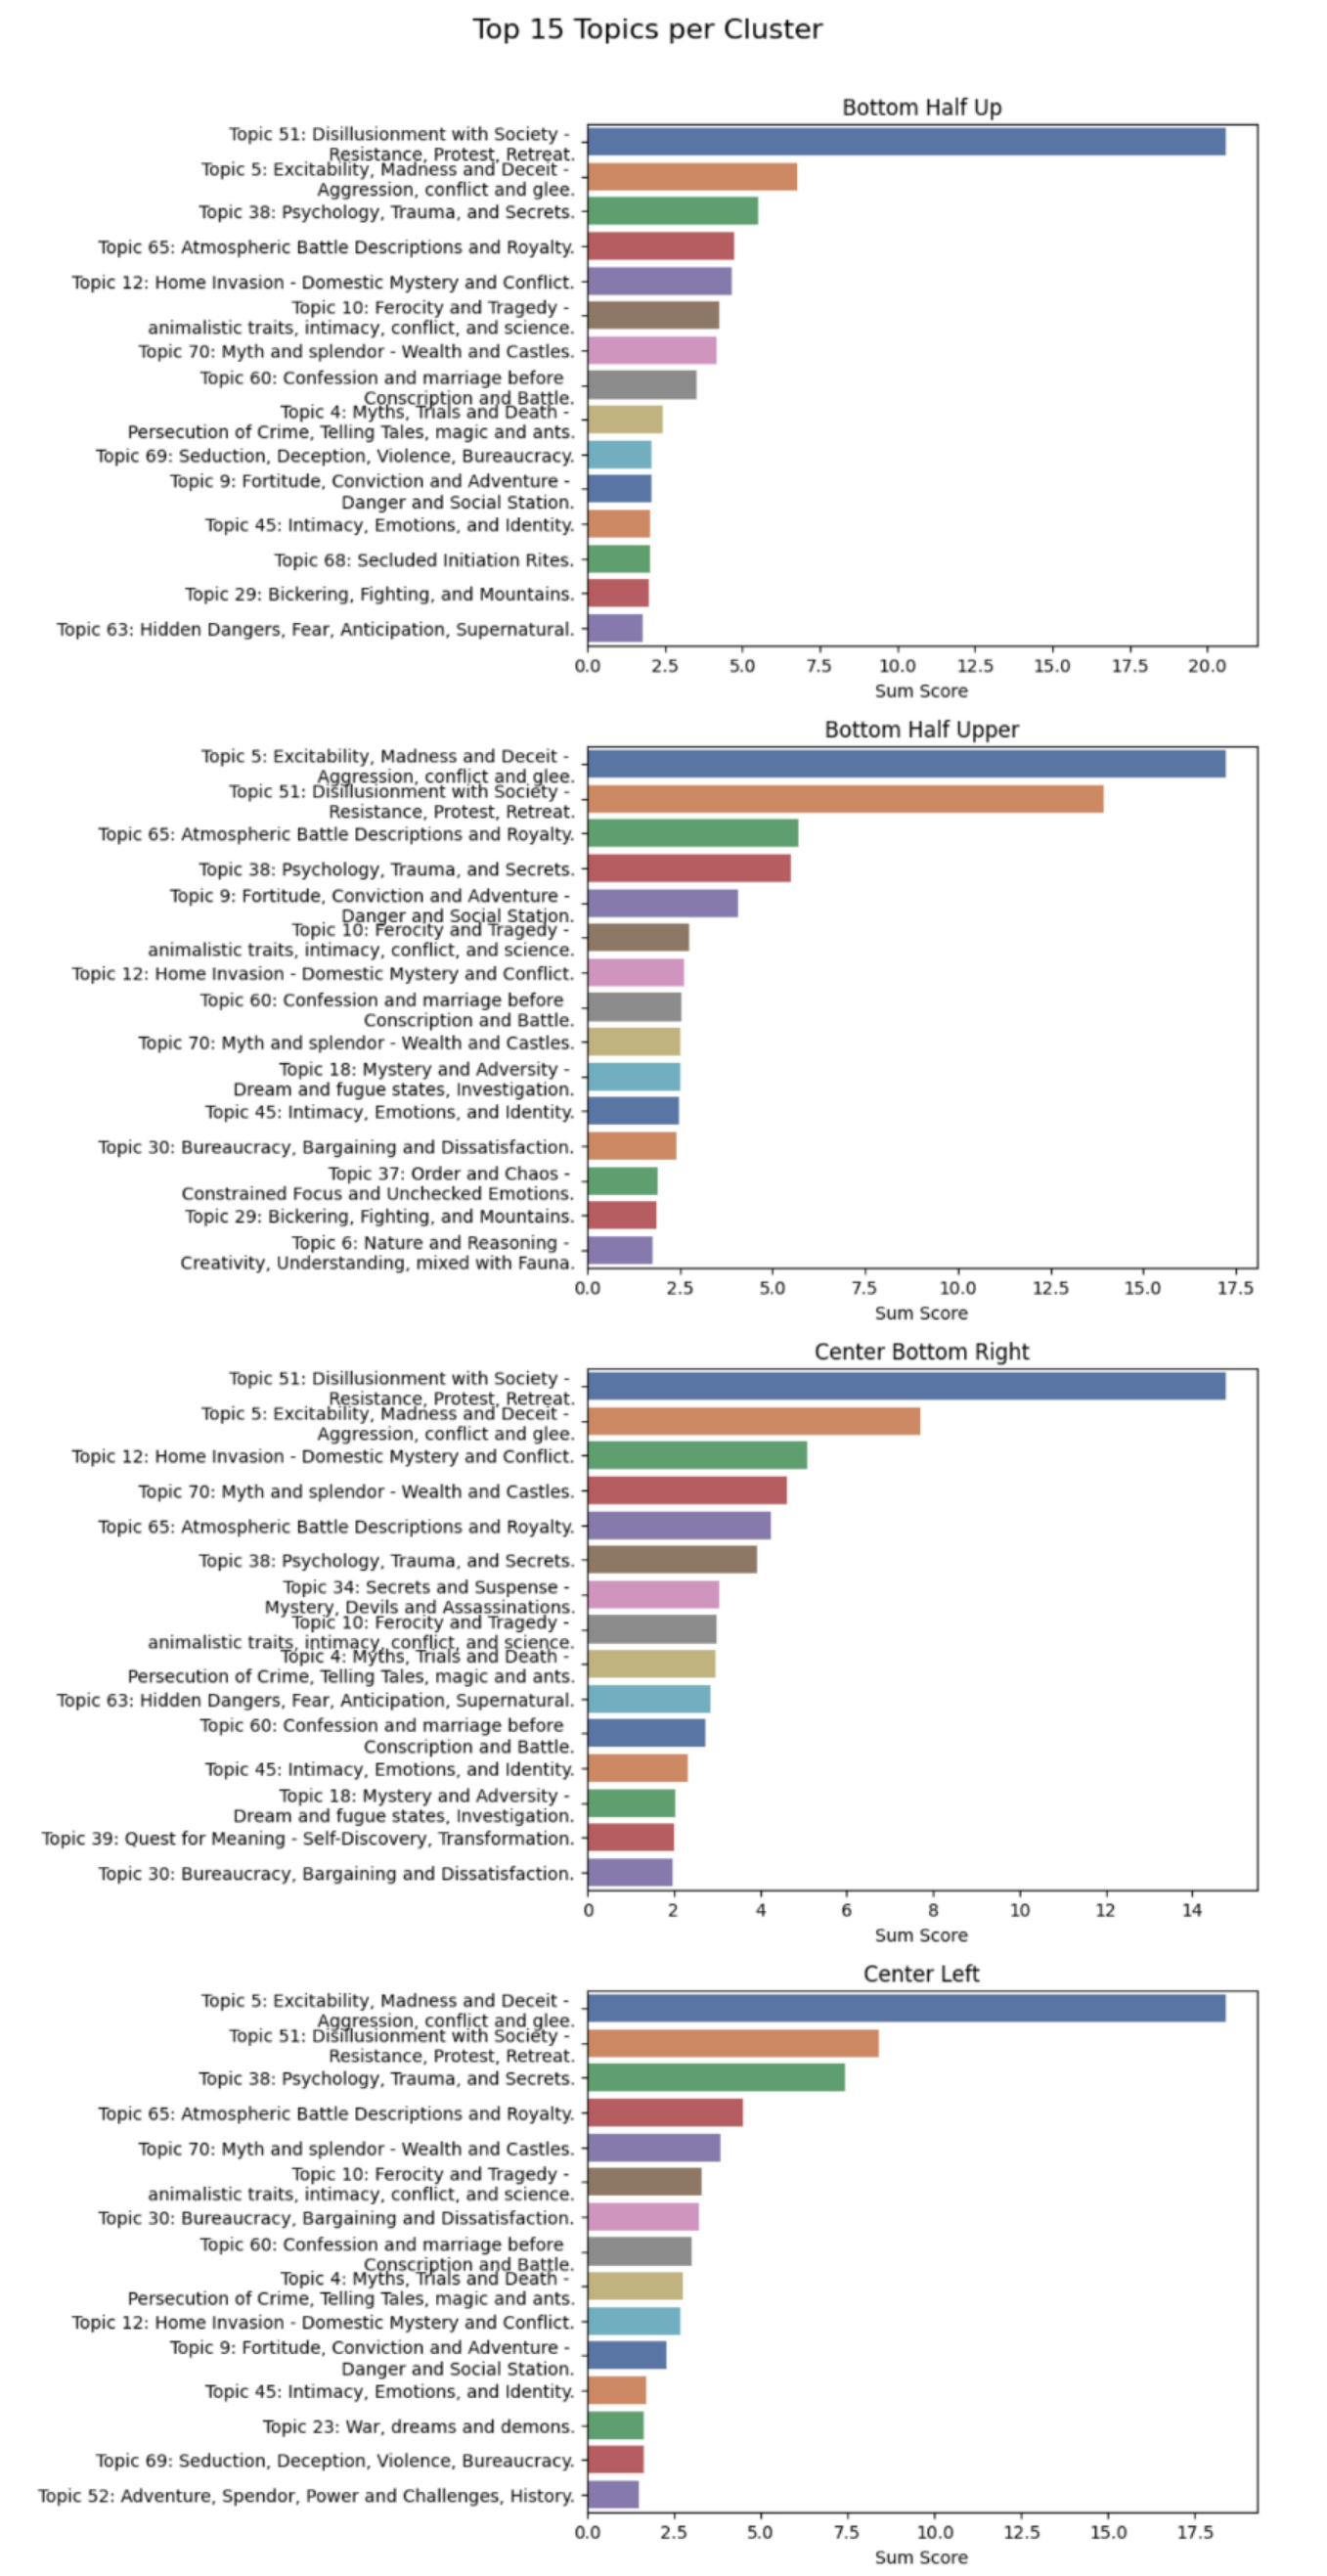 Top 15 Topics per Cluster
Bottom Half Up
Topic 51: Disillusionment with Society -
Resistance, Protest, Retreat.
Topic 5: Excitability, Madness and Deceit -
Aggression, conflict and glee.
Topic 38: Psychology, Trauma, and Secrets.
Topic 65: Atmospheric Battle Descriptions and Royalty.
Topic 12: Home Invasion - Domestic Mystery and Conflict.
Topic 10: Ferocity and Tragedy -
animalistic traits, intimacy, conflict, and science.
Topic 70: Myth and splendor - Wealth and Castles.
Topic 60: Confession and marriage before
Conscription and Battle.
Topic 4: Myths, Trials and Death -
Persecution of Crime, Telling Tales, magic and ants.
Topic 69: Seduction, Deception, Violence, Bureaucracy.
Topic 9: Fortitude, Conviction and Adventure -
Danger and Social Station.
Topic 45: Intimacy, Emotions, and Identity.
Topic 68: Secluded Initiation Rites.
Topic 29: Bickering, Fighting, and Mountains.
Topic 63: Hidden Dangers, Fear, Anticipation, Supernatural.
0.0 2.5 5.0 7.5 10.0 12.5 15.0 17.5 20.0
Sum Score
Bottom Half Upper
Topic 5: Excitability, Madness and Deceit -
Aggression, conflict and glee.
Topic 51: Disillusionment with Society -
Resistance, Protest, Retreat.
Topic 65: Atmospheric Battle Descriptions and Royalty.
Topic 38: Psychology, Trauma, and Secrets.
Topic 9: Fortitude, Conviction and Adventure -
Danger and Social Station.
Topic 10: Ferocity and Tragedy -
animalistic traits, intimacy, conflict, and science.
Topic 12: Home Invasion - Domestic Mystery and Conflict.
Topic 60: Confession and marriage before
Conscription and Battle.
Topic 70: Myth and splendor - Wealth and Castles.
Topic 18: Mystery and Adversity -
Dream and fugue states, Investigation.
Topic 45: Intimacy, Emotions, and Identity.
Topic 30: Bureaucracy, Bargaining and Dissatisfaction.
Topic 37: Order and Chaos -
Constrained Focus and Unchecked Emotions.
Topic 29: Bickering, Fighting, and Mountains.
Topic 6: Nature and Reasoning -
Creativity, Understanding, mixed with Fauna.
0.0 2.5 5.0 7.5 10.0 12.5 15.0 17.5
Sum Score
Center Bottom Right
Topic 51: Disillusionment with Society -
Resistance, Protest, Retreat.
Topic 5: Excitability, Madness and Deceit -
Aggression, conflict and glee.
Topic 12: Home Invasion - Domestic Mystery and Conflict.
Topic 70: Myth and splendor - Wealth and Castles.
Topic 65: Atmospheric Battle Descriptions and Royalty.
Topic 38: Psychology, Trauma, and Secrets.
Topic 34: Secrets and Suspense -
Mystery, Devils and Assassinations.
Topic 10: Ferocity and Tragedy -
animalistic traits, intimacy, conflict, and science.
Topic 4: Myths, Trials and Death -
Persecution of Crime, Telling Tales, magic and ants.
Topic 63: Hidden Dangers, Fear, Anticipation, Supernatural.
Topic 60: Confession and marriage before
Conscription and Battle.
Topic 45: Intimacy, Emotions, and Identity.
Topic 18: Mystery and Adversity -
Dream and fugue states, Investigation.
Topic 39: Quest for Meaning - Self-Discovery, Transformation.
Topic 30: Bureaucracy, Bargaining and Dissatisfaction.
0 2 4 6 8 10 12 14
Sum Score
Center Left
Topic 5: Excitability, Madness and Deceit -
Aggression, conflict and glee.
Topic 51: Disillusionment with Society -
Resistance, Protest, Retreat.
Topic 38: Psychology, Trauma, and Secrets.
Topic 65: Atmospheric Battle Descriptions and Royalty.
Topic 70: Myth and splendor - Wealth and Castles.
Topic 10: Ferocity and Tragedy -
animalistic traits, intimacy, conflict, and science.
Topic 30: Bureaucracy, Bargaining and Dissatisfaction.
Topic 60: Confession and marriage before
Conscription and Battle.
Topic 4: Myths, Trials and Death -
Persecution of Crime, Telling Tales, magic and ants.
Topic 12: Home Invasion - Domestic Mystery and Conflict.
Topic 9: Fortitude, Conviction and Adventure -
Danger and Social Station.
Topic 45: Intimacy, Emotions, and Identity.
Topic 23: War, dreams and demons.
Topic 69: Seduction, Deception, Violence, Bureaucracy.
Topic 52: Adventure, Spendor, Power and Challenges, History.
0.0 2.5 5.0 7.5 10.0 12.5 15.0 17.5
Sum Score